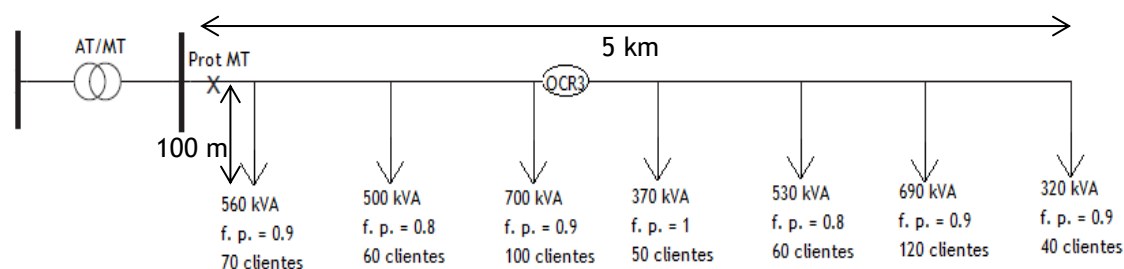 5 km
AT/MT
Prot MT
X
OCR3
100 m
560 kVA
f. p. = 0.9
70 clientes
500 kVA
f. p. = 0.8
60 clientes
700 kVA
f. p. = 0.9
100 clientes
370 kVA
f. p. = 1
50 clientes
530 kVA
f. p. = 0.8
60 clientes
690 kVA
f. p. = 0.9
120 clientes
320 kVA
f. p. = 0.9
40 clientes